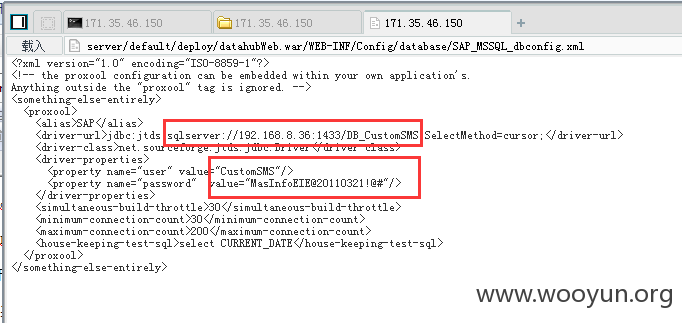 171.35.46.150
171.35.46.150
171.35.46.150
载入
server/default/deploy/datahubWeb.war/WEB-INF/Config/database/SAP_MSSQL_dbconfig.xml
<?xml version="1.0" encoding="ISO-8859-1"?>
<!-- the proxool configuration can be embedded within your own application's.
Anything outside the "proxool" tag is ignored. -->
<something-else-entirely>
<proxool>
<alias>SAP</alias>
<driver-url>jdbc:jtds:sqlserver://192.168.8.36:1433/DB_CustomSMS;SelectMethod=cursor;</driver-url>
<driver-class>net.sourceforge.jtds.jdbc.Driver</driver-class>
<driver-properties>
<property name="user" value="CustomSMS"/>
<property name="password" value="MasInfoEIE@20110321!@#"/>
</driver-properties>
<simultaneous-build-throttle>30</simultaneous-build-throttle>
<minimum-connection-count>30</minimum-connection-count>
<maximum-connection-count>200</maximum-connection-count>
<house-keeping-test-sql>select CURRENT_DATE</house-keeping-test-sql>
</proxool>
</something-else-entirely>
www.wooyun.org